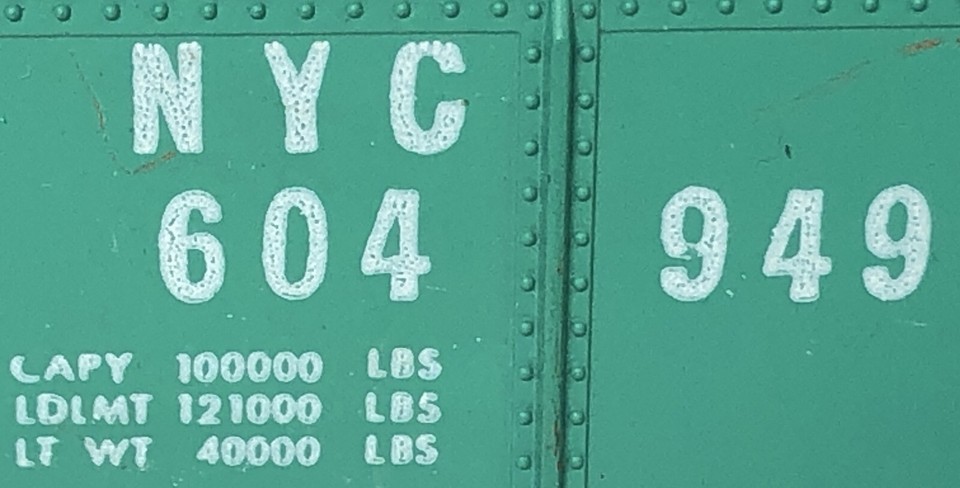 NYC
604 949
CAPY 100000 LBS
LDLMT 121000 LBS
LT WT 40000 LBS